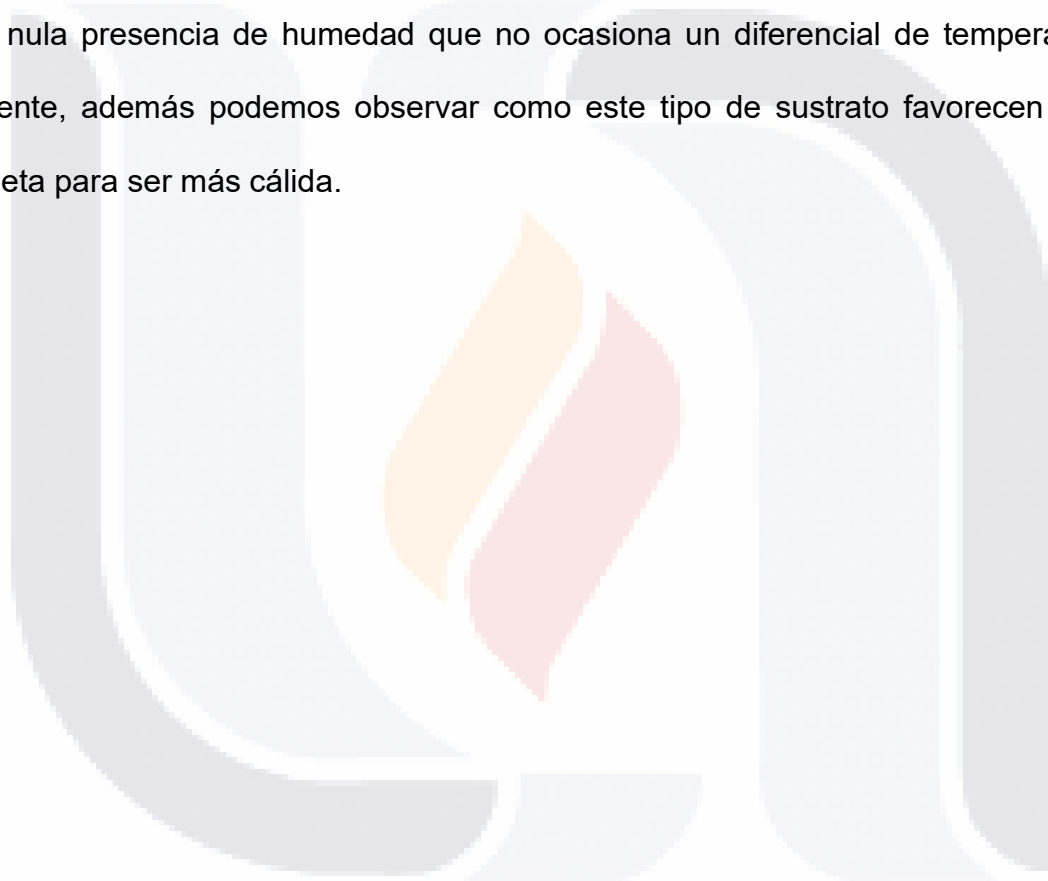 nula presencia de humedad que no ocasiona un diferencial de tempera
ente, además podemos observar como este tipo de sustrato favorecen
eta para ser más cálida.